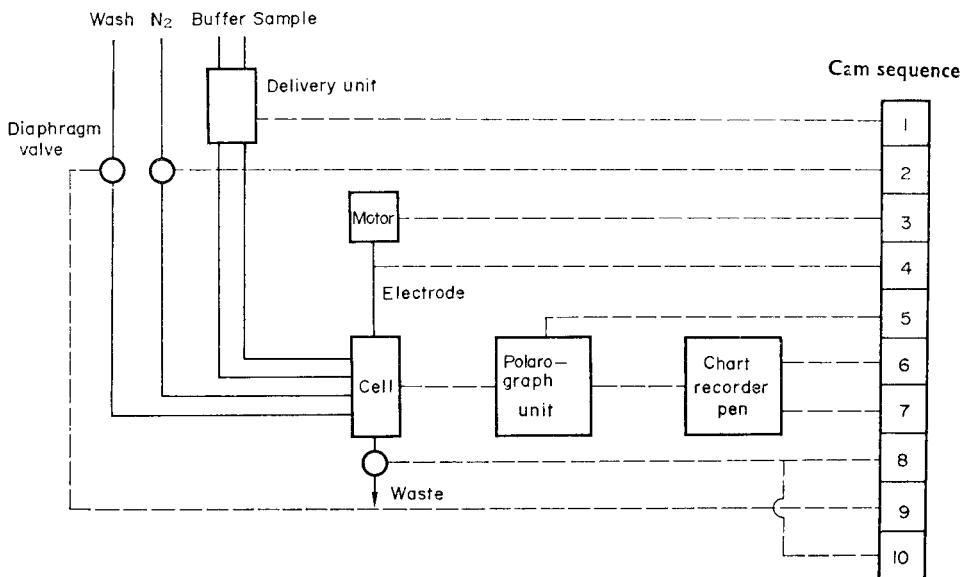 Wash N₂ Buffer Sample
Delivery unit
Cam sequence
Diaphragm
valve
1
2
Motor
3
4
Electrode
5
Cell
Polaro-
graph
unit
Chart
recorder
pen
6
7
8
Waste
9
10